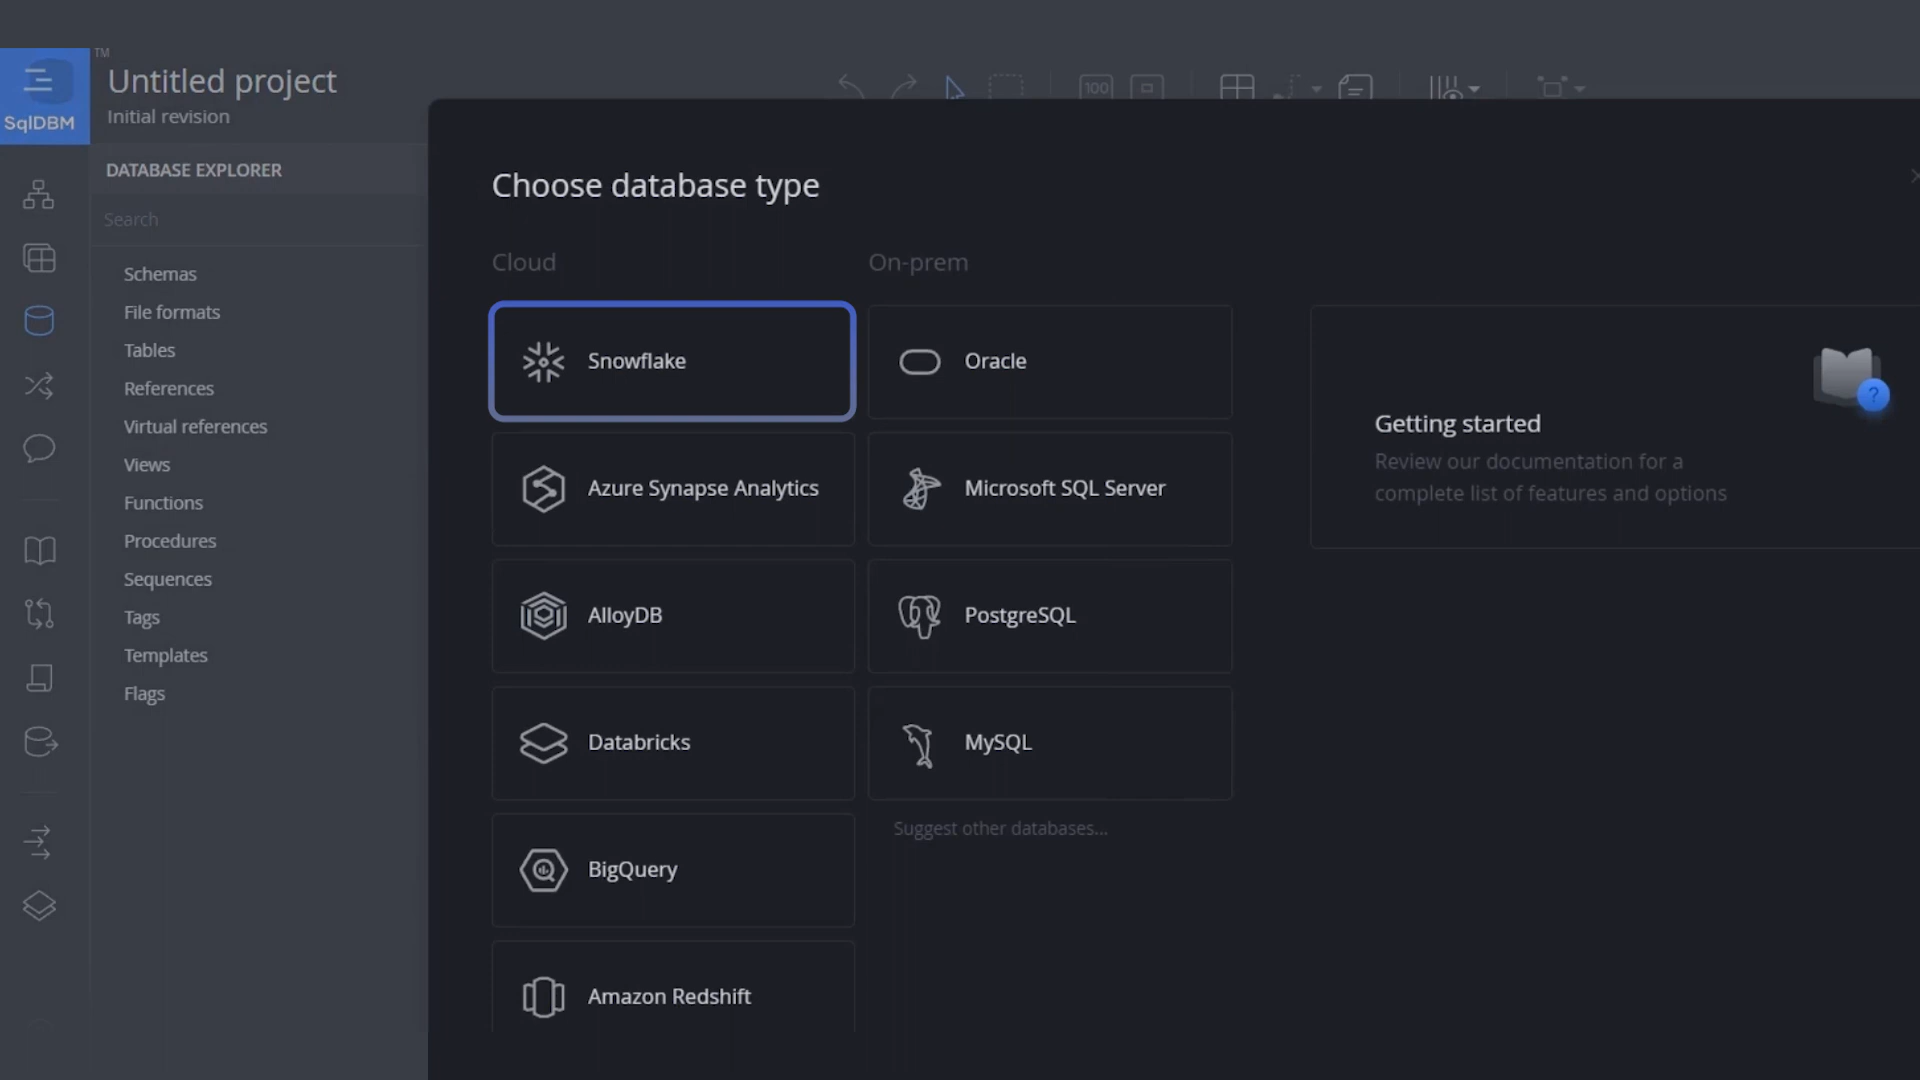 TM
SqlDBM
Untitled project
Initial revision
100
DATABASE EXPLORER
Search
Schemas
File formats
Tables
References
Virtual references
Views
Functions
Procedures
Sequences
Tags
Templates
Flags
Choose database type
Cloud
On-prem
Snowflake
Oracle
Azure Synapse Analytics
Microsoft SQL Server
AlloyDB
PostgreSQL
Databricks
MySQL
Suggest other databases...
BigQuery
Amazon Redshift
?
Getting started
Review our documentation for a
complete list of features and options